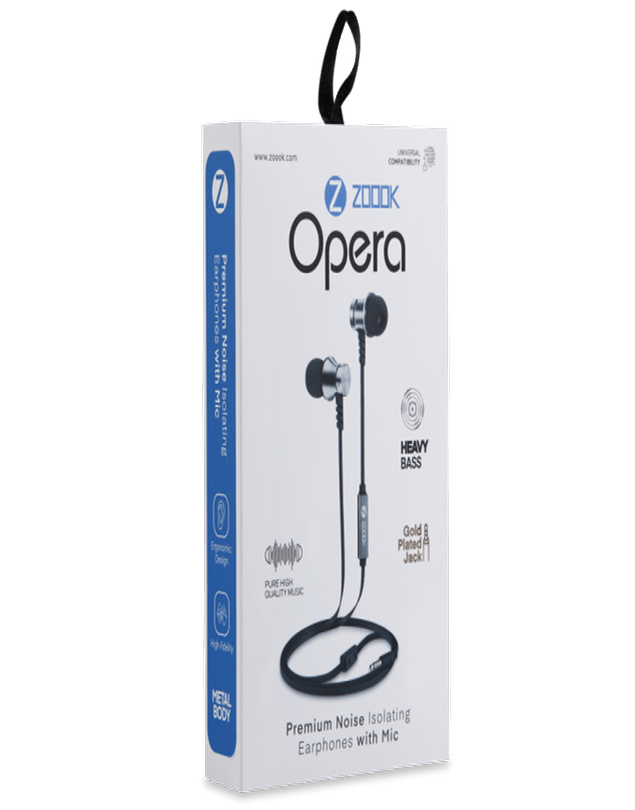 www.zoook.com
UNIVERSAL
COMPATIBILITY
Z ZOOOK
Opera
HEAVY
BASS
Gold
Plated
Jack
PURE HIGH
QUALITY MUSIC
ZOOOK
Premium Noise Isolating
Earphones with Mic
Z
Premium Noise Isolating
Earphones with Mic
Ergonomic
Design
High-fidelity
METAL
BODY